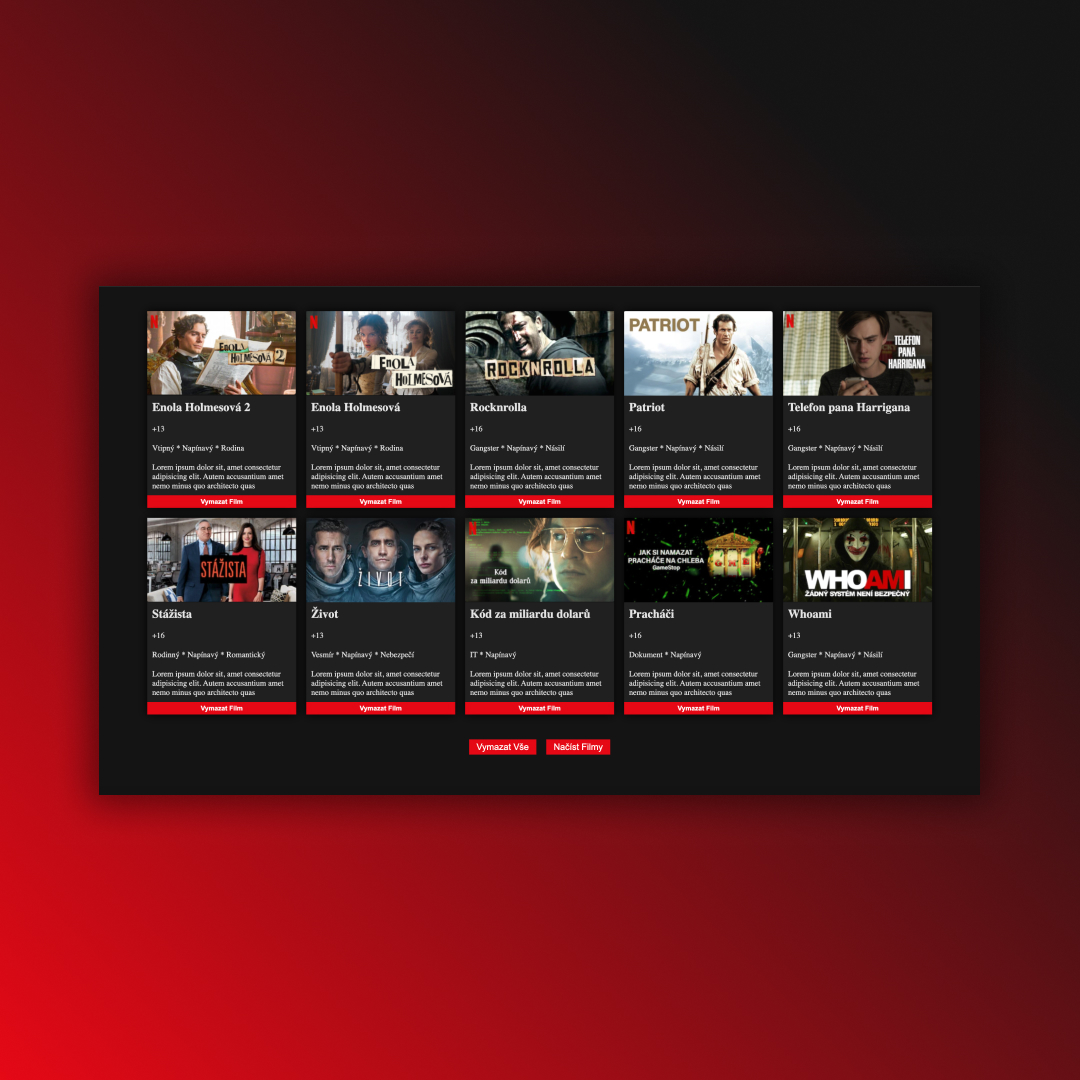 N
ENOLA
HOLMESOVÁ 2
Enola Holmesová 2
+13
Vtipný * Napínavý * Rodina
Lorem ipsum dolor sit, amet consectetur
adipisicing elit. Autem accusantium amet
nemo minus quo architecto quas
Vymazat Film
N
ENOLA
HOLMESOVÁ
Enola Holmesová
+13
Vtipný * Napínavý * Rodina
Lorem ipsum dolor sit, amet consectetur
adipisicing elit. Autem accusantium amet
nemo minus quo architecto quas
Vymazat Film
ROCKNROLLA
Rocknrolla
+16
Gangster * Napínavý * Násilí
Lorem ipsum dolor sit, amet consectetur
adipisicing elit. Autem accusantium amet
nemo minus quo architecto quas
Vymazat Film
PATRIOT
Patriot
+16
Gangster * Napínavý * Násilí
Lorem ipsum dolor sit, amet consectetur
adipisicing elit. Autem accusantium amet
nemo minus quo architecto quas
Vymazat Film
N
TELEFON
PANA
HARRIGANA
Telefon pana Harrigana
+16
Gangster * Napínavý * Násilí
Lorem ipsum dolor sit, amet consectetur
adipisicing elit. Autem accusantium amet
nemo minus quo architecto quas
Vymazat Film
STÁŽISTA
Stážista
+16
Rodinný * Napínavý * Romantický
Lorem ipsum dolor sit, amet consectetur
adipisicing elit. Autem accusantium amet
nemo minus quo architecto quas
Vymazat Film
ŽIVOT
Život
+13
Vesmír * Napínavý * Nebezpečí
Lorem ipsum dolor sit, amet consectetur
adipisicing elit. Autem accusantium amet
nemo minus quo architecto quas
Vymazat Film
N
Kód
za miliardu dolarů
Kód za miliardu dolarů
+13
IT * Napínavý
Lorem ipsum dolor sit, amet consectetur
adipisicing elit. Autem accusantium amet
nemo minus quo architecto quas
Vymazat Film
N
JAK SI NAMAZAT
PRACHÁČE NA CHLEBA
GameStop
Pracháči
+16
Dokument * Napínavý
Lorem ipsum dolor sit, amet consectetur
adipisicing elit. Autem accusantium amet
nemo minus quo architecto quas
Vymazat Film
WHOAMI
ŽÁDNÝ SYSTÉM NENÍ BEZPEČNÝ
Whoami
+13
Gangster * Napínavý * Násilí
Lorem ipsum dolor sit, amet consectetur
adipisicing elit. Autem accusantium amet
nemo minus quo architecto quas
Vymazat Film
Vymazat Vše
Načíst Filmy